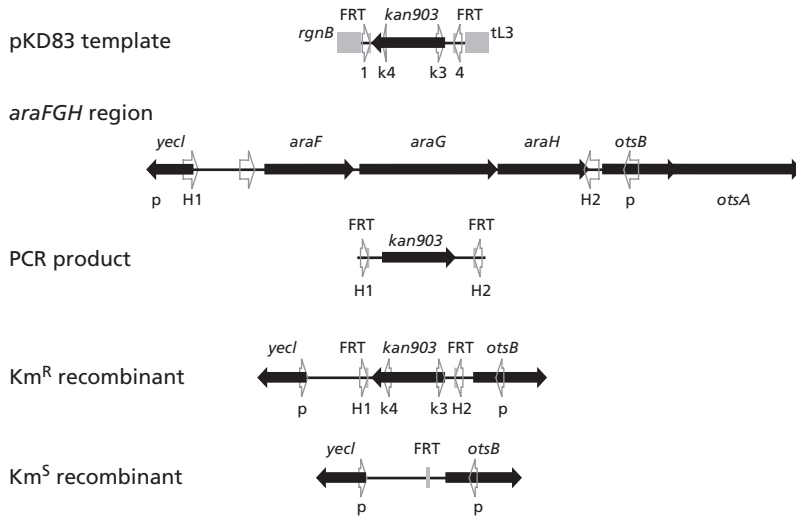 FRT kan903 FRT
pKD83 template rgnB tL3
1 k4 k3 4
araFGH region
yecI araF araG araH otsB
p H1 H2 p otsA
FRT FRT
kan903
PCR product
H1 H2
yecI FRT kan903 FRT otsB
KmR recombinant
p H1 k4 k3 H2 p
yecI FRT otsB
KmS recombinant
p p